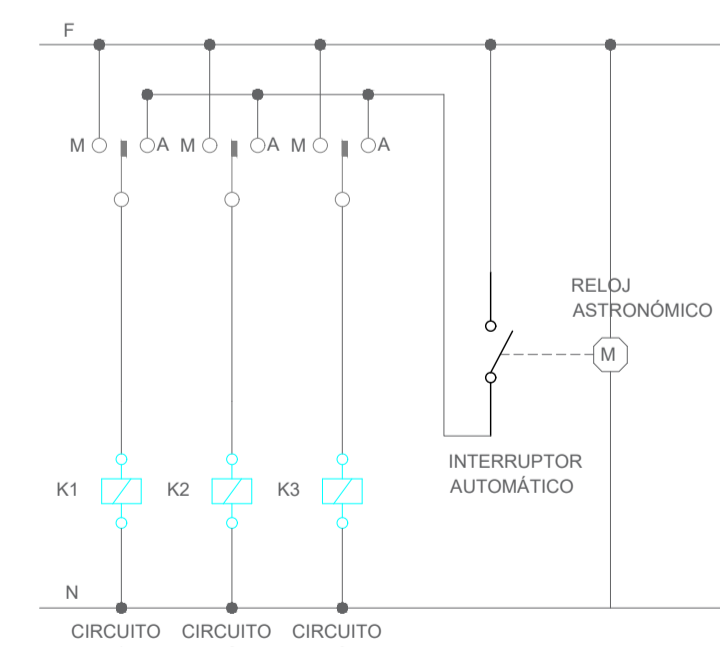 F
M A M A M A
RELOJ
ASTRONÓMICO
M
INTERRUPTOR
AUTOMÁTICO
K1 K2 K3
N
CIRCUITO CIRCUITO CIRCUITO